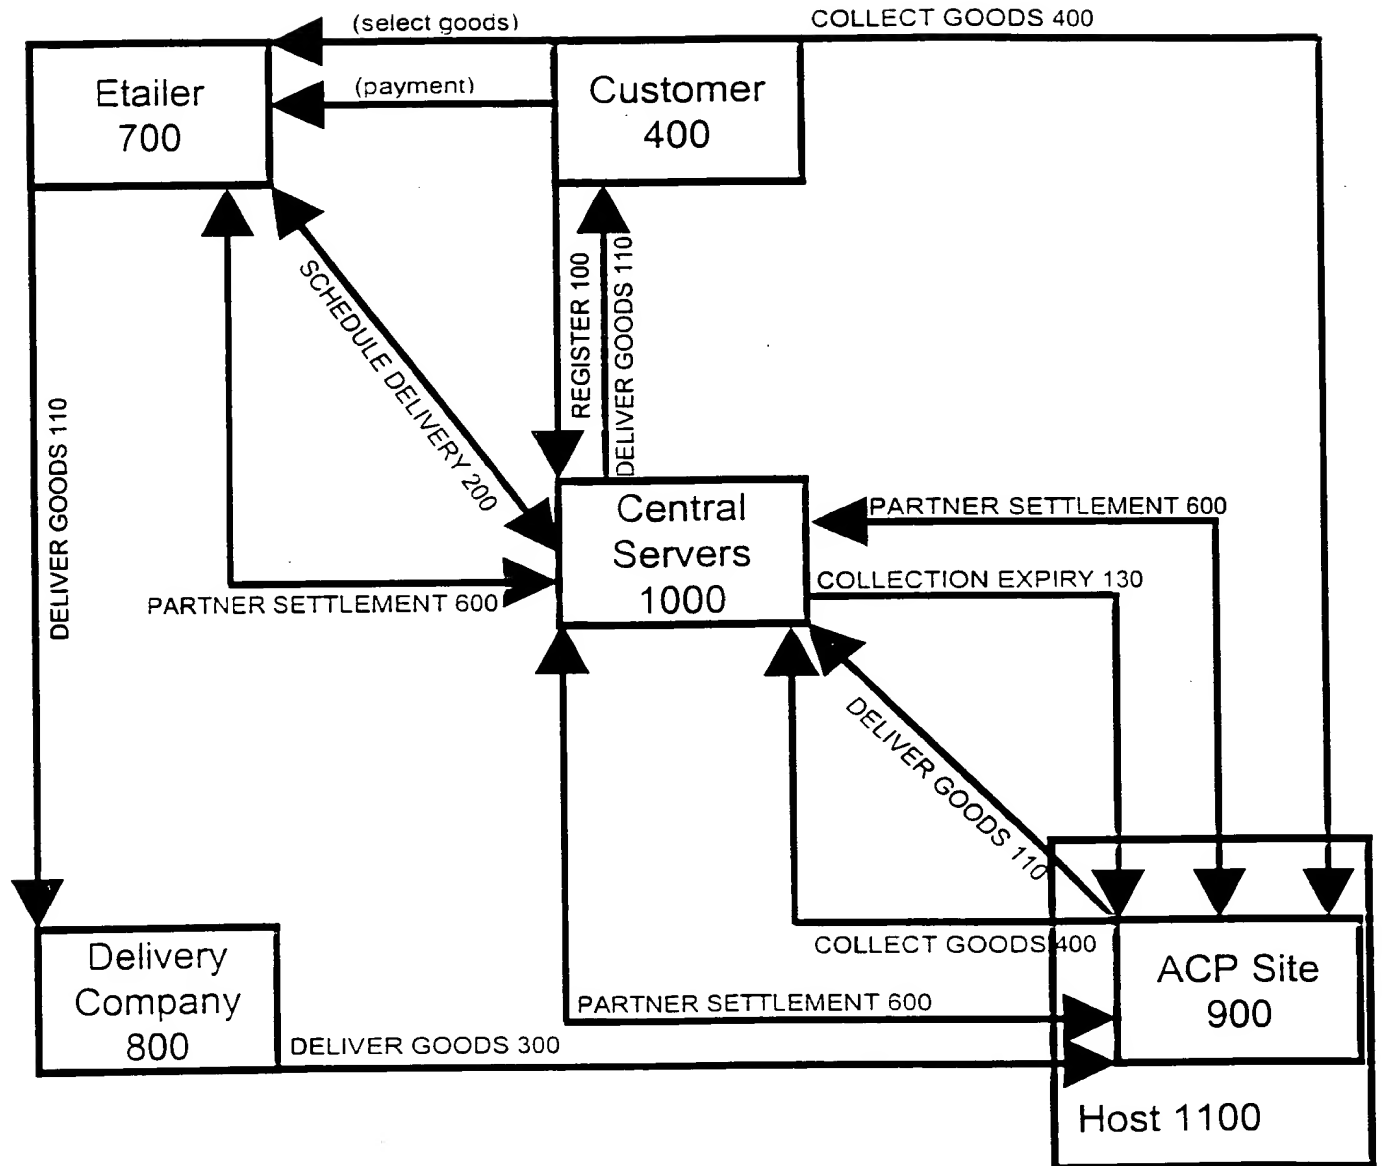 (select goods)
COLLECT GOODS 400
Etailer
700
(payment)
Customer
400
SCHEDULE DELIVERY 200
REGISTER 100
DELIVER GOODS 110
DELIVER GOODS 110
Central
Servers
1000
PARTNER SETTLEMENT 600
COLLECTION EXPIRY 130
PARTNER SETTLEMENT 600
DELIVER GOODS 110
COLLECT GOODS 400
Delivery
Company
800
ACP Site
900
PARTNER SETTLEMENT 600
DELIVER GOODS 300
Host 1100